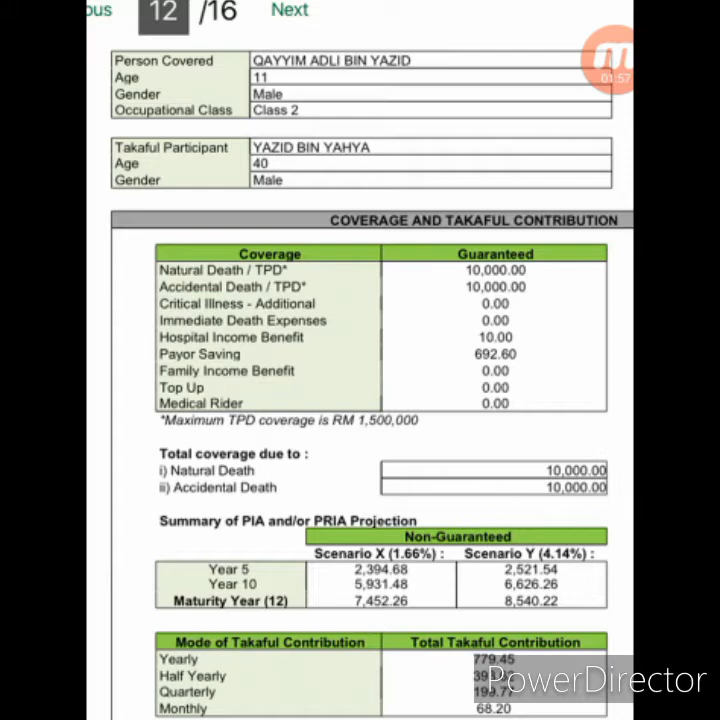 ous 12 /16 Next
01:57
Person Covered QAYYIM ADLI BIN YAZID
Age 11
Gender Male
Occupational Class Class 2
Takaful Participant YAZID BIN YAHYA
Age 40
Gender Male
COVERAGE AND TAKAFUL CONTRIBUTION
Coverage Guaranteed
Natural Death / TPD* 10,000.00
Accidental Death / TPD* 10,000.00
Critical Illness - Additional 0.00
Immediate Death Expenses 0.00
Hospital Income Benefit 10.00
Payor Saving 692.60
Family Income Benefit 0.00
Top Up 0.00
Medical Rider 0.00
*Maximum TPD coverage is RM 1,500,000
Total coverage due to :
i) Natural Death 10,000.00
ii) Accidental Death 10,000.00
Summary of PIA and/or PRIA Projection
Non-Guaranteed
Scenario X (1.66%) : Scenario Y (4.14%) :
Year 5 2,394.68 2,521.54
Year 10 5,931.48 6,626.26
Maturity Year (12) 7,452.26 8,540.22
Mode of Takaful Contribution Total Takaful Contribution
Yearly 779.45
Half Yearly
PowerDirector
Quarterly 199.77
Monthly 68.20